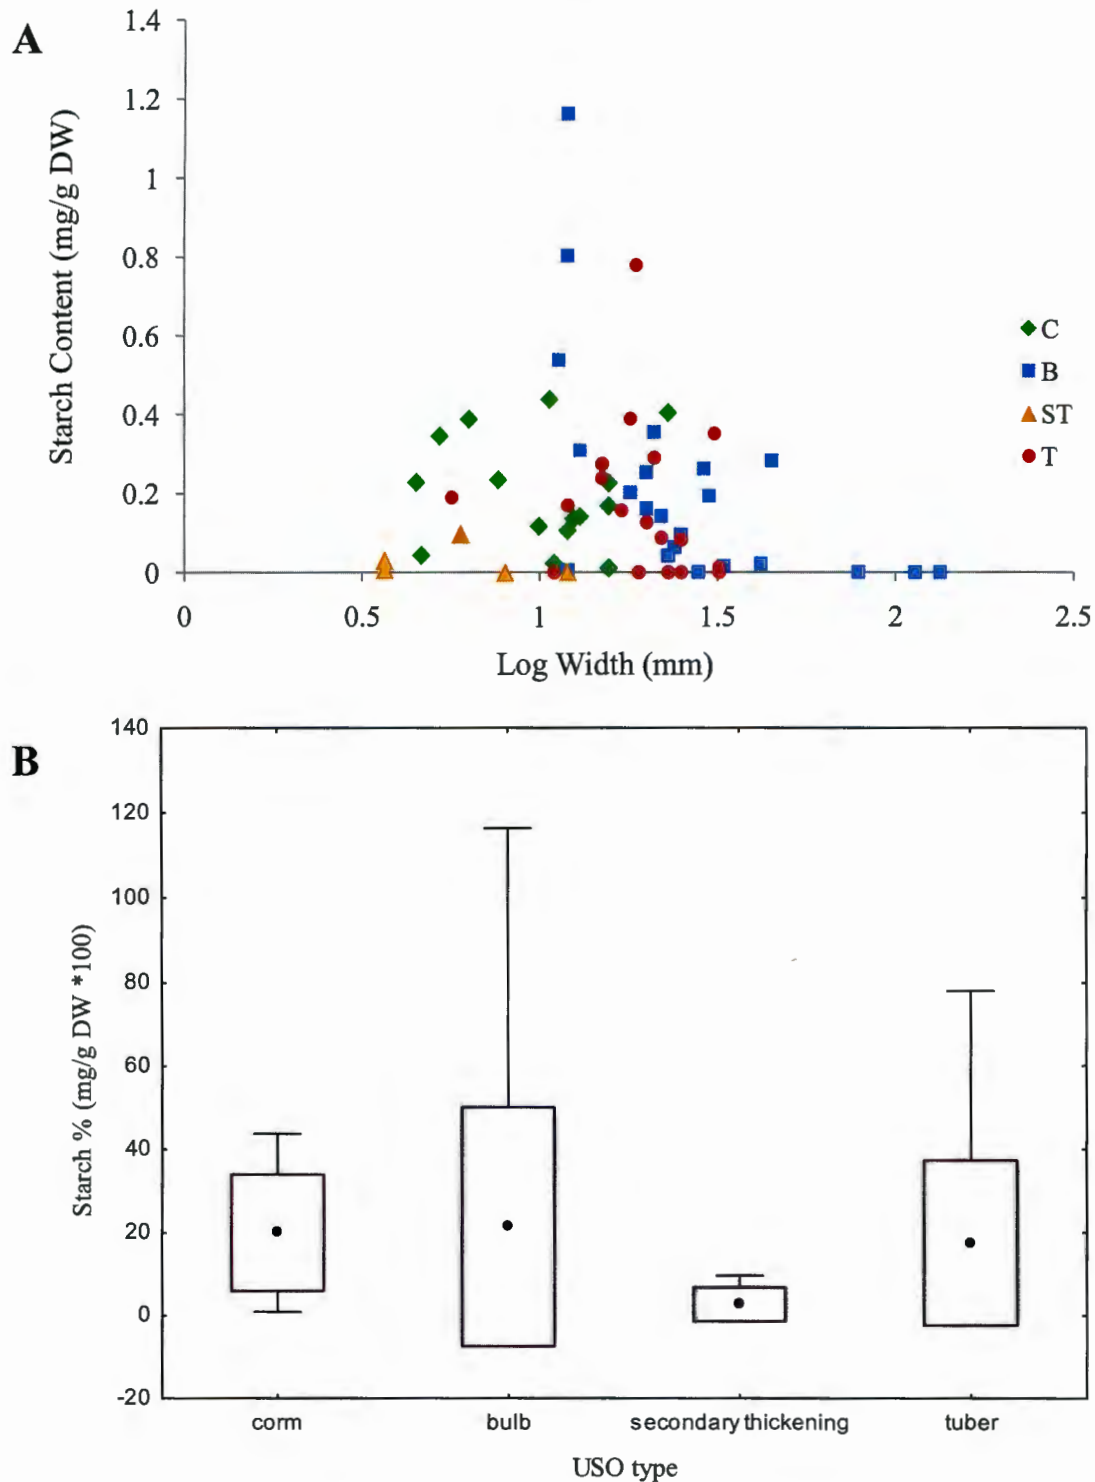 A
1.4
1.2
1
0.8
0.6
0.4
0.2
0
Starch Content (mg/g DW)
0 0.5 1 1.5 2 2.5
Log Width (mm)
C
B
ST
T
B
140
120
100
80
60
40
20
0
-20
Starch % (mg/g DW *100)
corm bulb secondary thickening tuber
USO type